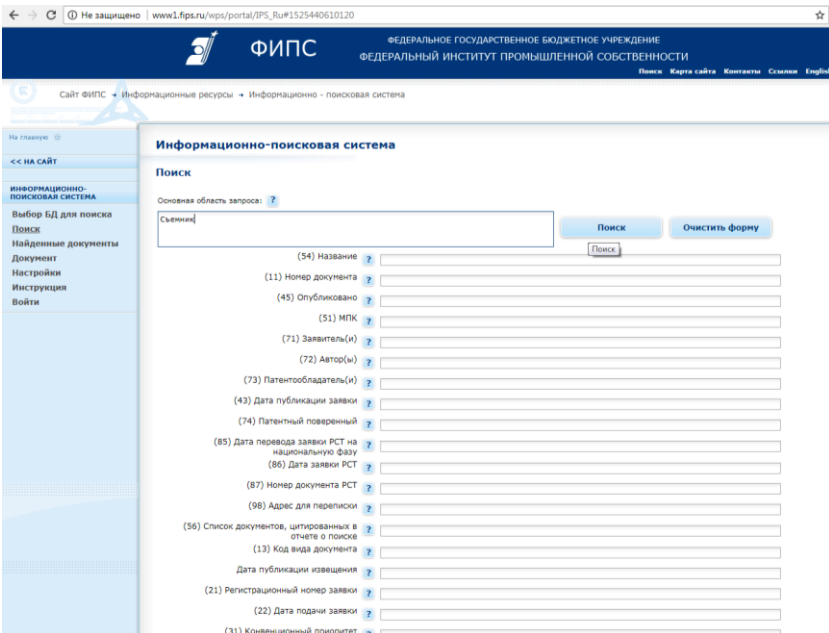 Не защищено | www1.fips.ru/wps/portal/IPS_Ru#1525440610120
ФИПС
ФЕДЕРАЛЬНОЕ ГОСУДАРСТВЕННОЕ БЮДЖЕТНОЕ УЧРЕЖДЕНИЕ
ФЕДЕРАЛЬНЫЙ ИНСТИТУТ ПРОМЫШЛЕННОЙ СОБСТВЕННОСТИ
Поиск Карта сайта Контакты Ссылки English
Сайт ФИПС → Информационные ресурсы → Информационно - поисковая система
На главную
<< НА САЙТ
ИНФОРМАЦИОННО-
ПОИСКОВАЯ СИСТЕМА
Выбор БД для поиска
Поиск
Найденные документы
Документ
Настройки
Инструкция
Войти
Информационно-поисковая система
Поиск
Основная область запроса: ?
Съемник
Поиск Очистить форму
Поиск
(54) Название ?
(11) Номер документа ?
(45) Опубликовано ?
(51) МПК ?
(71) Заявитель(и) ?
(72) Автор(ы) ?
(73) Патентообладатель(и) ?
(43) Дата публикации заявки ?
(74) Патентный поверенный ?
(85) Дата перевода заявки РСТ на
национальную фазу ?
(86) Дата заявки РСТ ?
(87) Номер документа РСТ ?
(98) Адрес для переписки ?
(56) Список документов, цитированных в
отчете о поиске ?
(13) Код вида документа ?
Дата публикации извещения ?
(21) Регистрационный номер заявки ?
(22) Дата подачи заявки ?
(31) Конвенционный приоритет ?